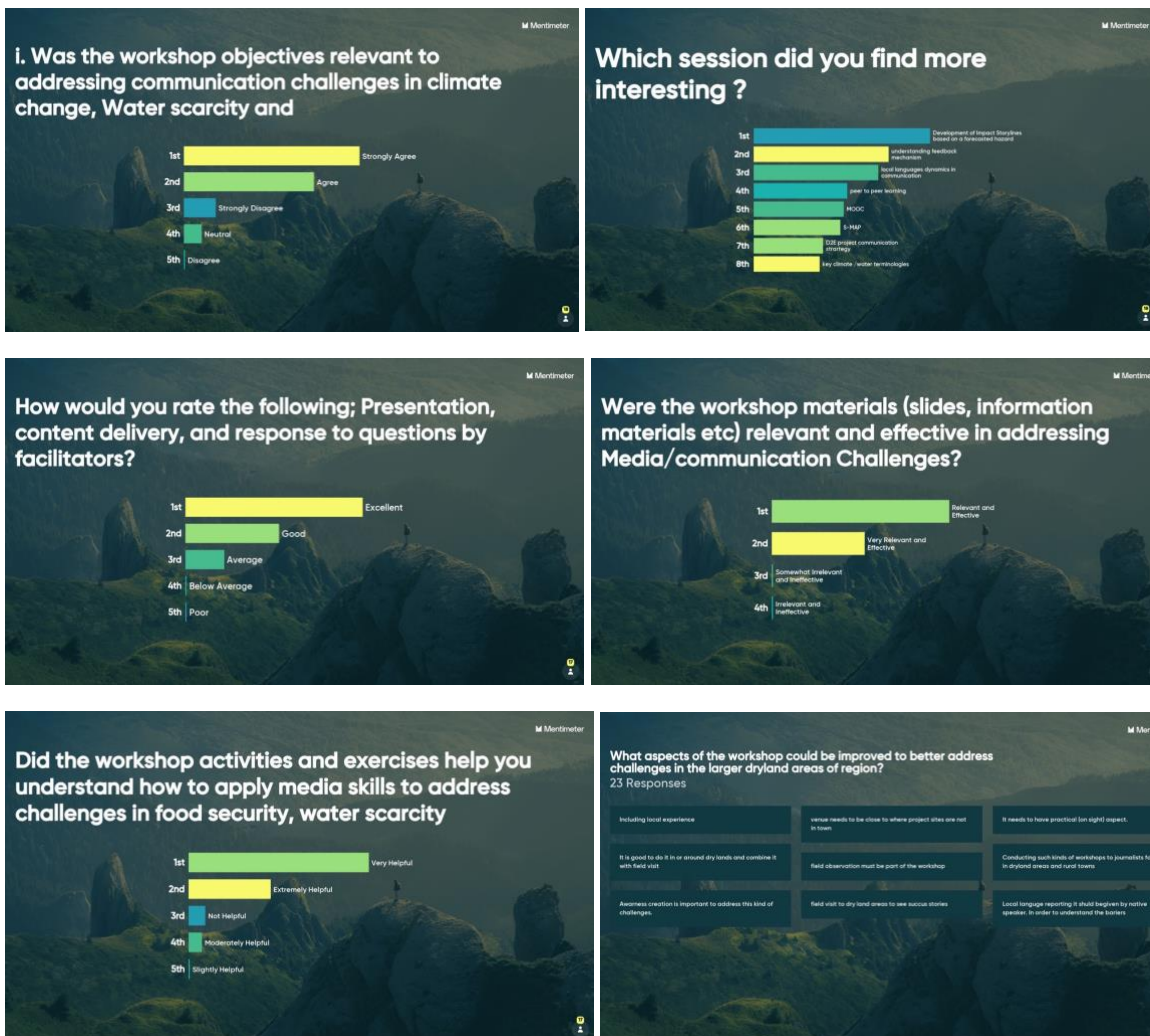 Mentimeter
i. Was the workshop objectives relevant to
addressing communication challenges in climate
change, Water scarcity and
1st Strongly Agree
2nd Agree
3rd Strongly Disagree
4th Neutral
5th Disagree
Mentimeter
Which session did you find more
interesting ?
1st Development of Impact Storylines
based on a forecasted hazard
2nd understanding feedback
mechanism
3rd local languages dynamics in
communication
4th peer to peer learning
5th MOOC
6th E-MAP
7th D2E project communication
8th key climate /water terminologies
Mentimeter
How would you rate the following; Presentation,
content delivery, and response to questions by
facilitators?
1st Excellent
2nd Good
3rd Average
4th Below Average
5th Poor
17
Mentime
Were the workshop materials (slides, information
materials etc) relevant and effective in addressing
Media/communication Challenges?
1st Relevant and
Effective
2nd Very Relevant and
Effective
3rd Somewhat Irrelevant
and Ineffective
4th Irrelevant and
Ineffective
Mentimeter
Did the workshop activities and exercises help you
understand how to apply media skills to address
challenges in food security, water scarcity
1st Very Helpful
2nd Extremely Helpful
3rd Not Helpful
4th Moderately Helpful
5th Slightly Helpful
17
Men
What aspects of the workshop could be improved to better address
challenges in the larger dryland areas of region?
23 Responses
Including local experience
venue needs to be close to where project sites are not
in town
It needs to have practical (on sight) aspect.
It is good to do it in or around dry lands and combine it
with field visit
field observation must be part of the workshop
Conducting such kinds of workshops to journalists
in dryland areas and rural towns
Awarness creation is important to address this kind of
challenges.
field visit to dry land areas to see succus stories
Local languge reporting it shuld begiven by native
speaker. In order to understand the bariers